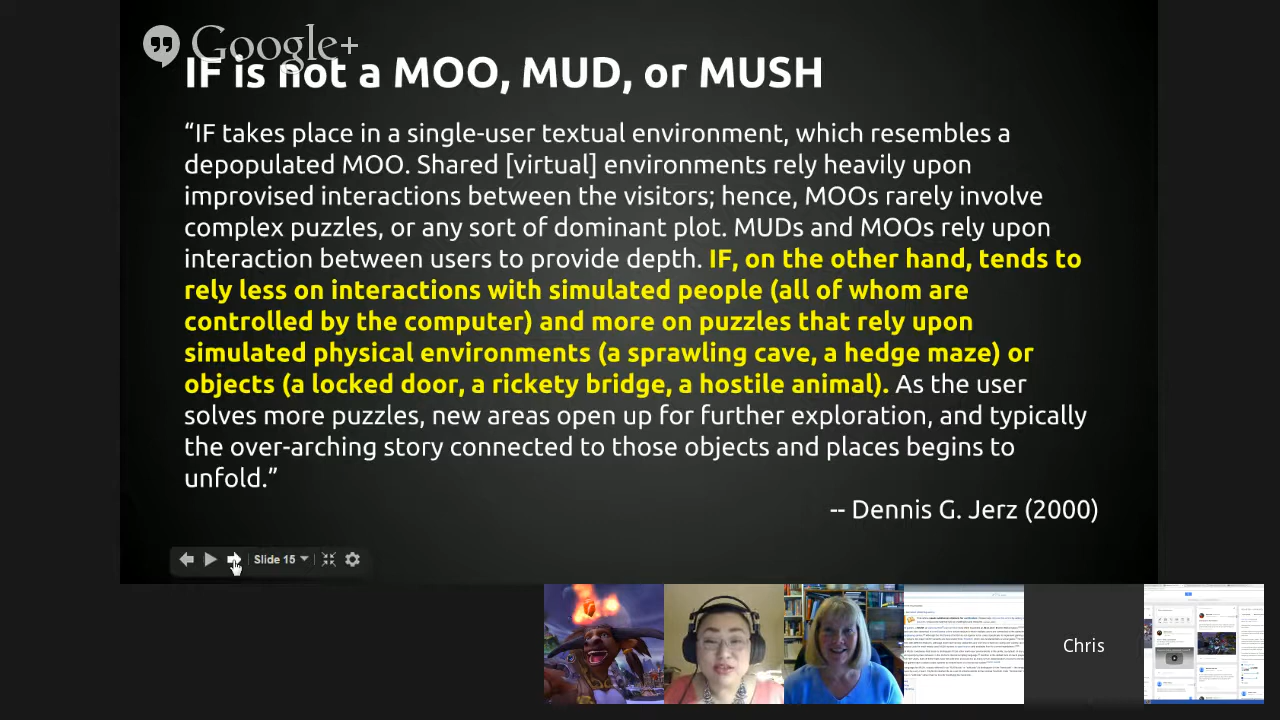 Google+
IF is not a MOO, MUD, or MUSH
“IF takes place in a single-user textual environment, which resembles a
depopulated MOO. Shared [virtual] environments rely heavily upon
improvised interactions between the visitors; hence, MOOs rarely involve
complex puzzles, or any sort of dominant plot. MUDs and MOOs rely upon
interaction between users to provide depth. IF, on the other hand, tends to
rely less on interactions with simulated people (all of whom are
controlled by the computer) and more on puzzles that rely upon
simulated physical environments (a sprawling cave, a hedge maze) or
objects (a locked door, a rickety bridge, a hostile animal). As the user
solves more puzzles, new areas open up for further exploration, and typically
the over-arching story connected to those objects and places begins to
unfold.”
-- Dennis G. Jerz (2000)
Slide 15
Chris